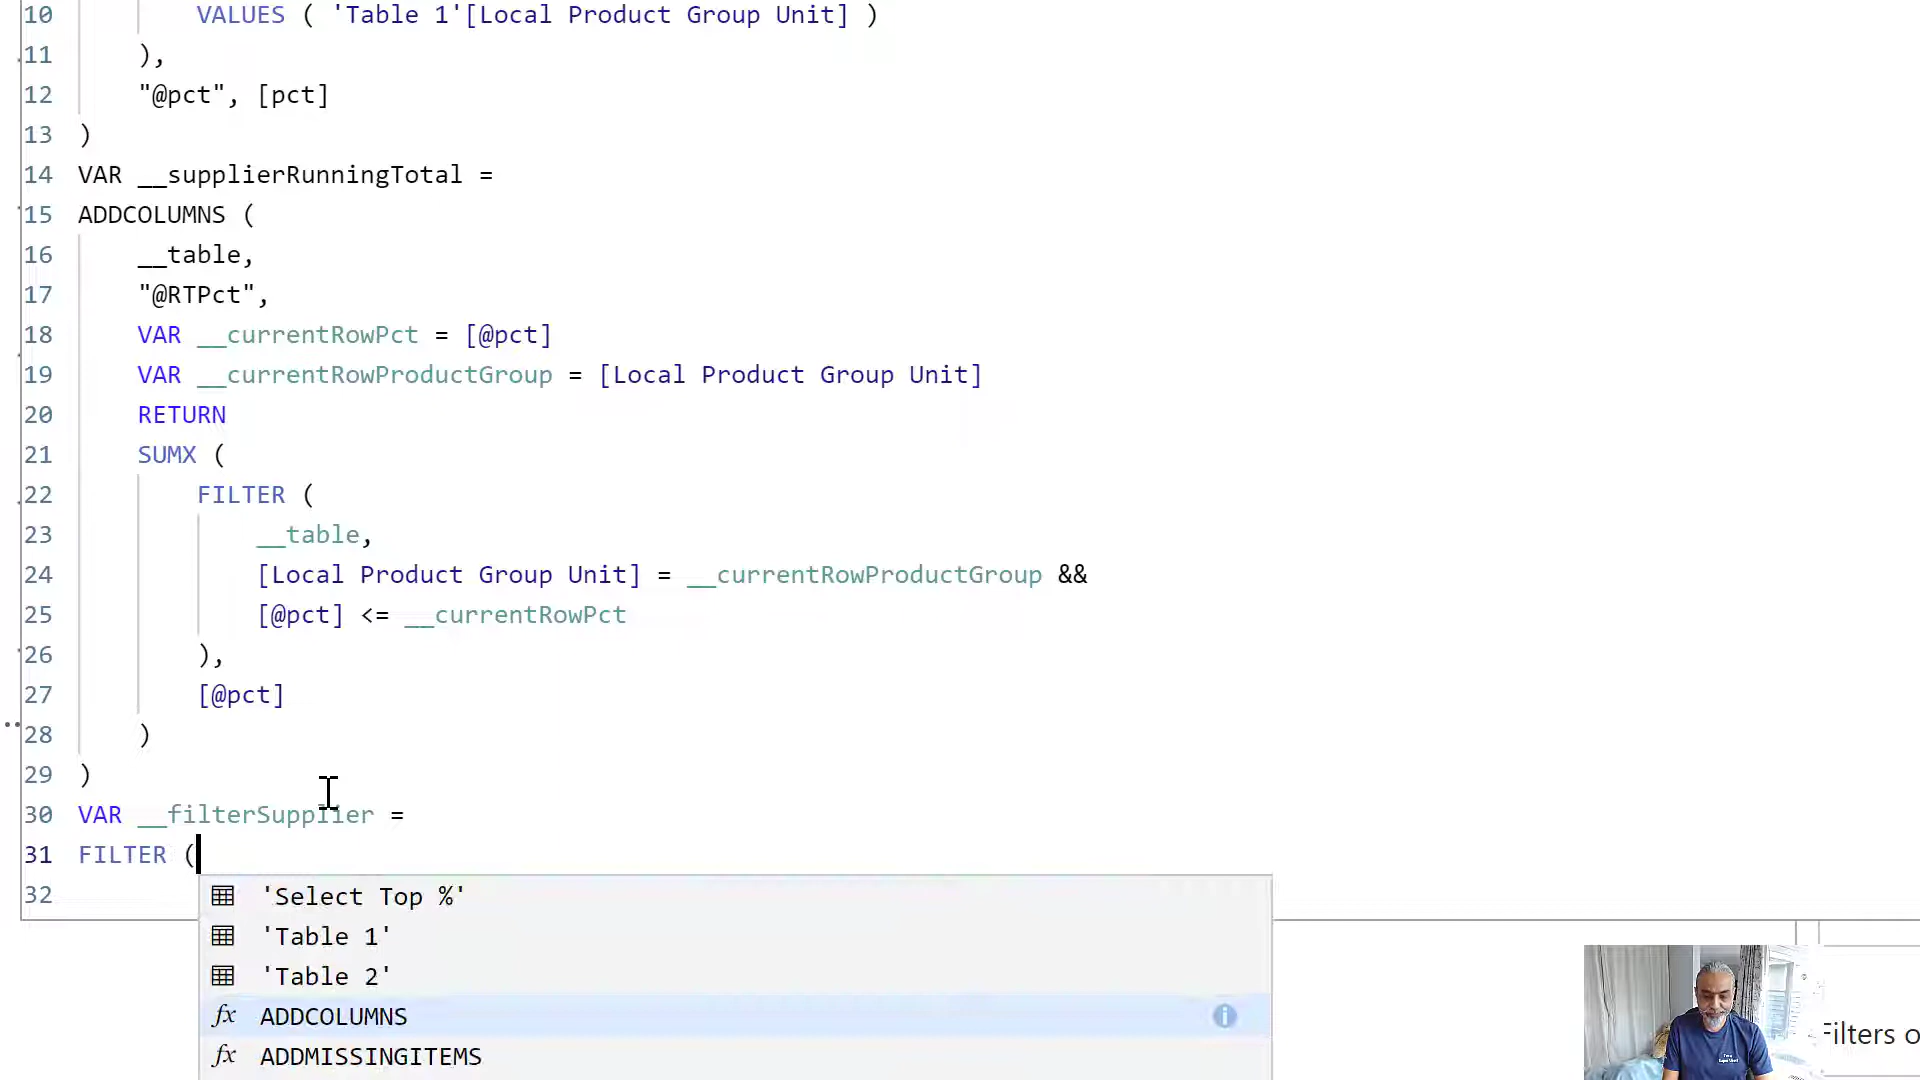 10 VALUES ( 'Table 1'[Local Product Group Unit] )
11 ),
12 "@pct", [pct]
13 )
14 VAR __supplierRunningTotal =
15 ADDCOLUMNS (
16 __table,
17 "@RTPct",
18 VAR __currentRowPct = [@pct]
19 VAR __currentRowProductGroup = [Local Product Group Unit]
20 RETURN
21 SUMX (
22 FILTER (
23 __table,
24 [Local Product Group Unit] = __currentRowProductGroup &&
25 [@pct] <= __currentRowPct
26 ),
27 [@pct]
28 )
29 )
30 VAR __filterSupplier =
31 FILTER (
32
'Select Top %'
'Table 1'
'Table 2'
fx ADDCOLUMNS
fx ADDMISSINGITEMS
Filters o